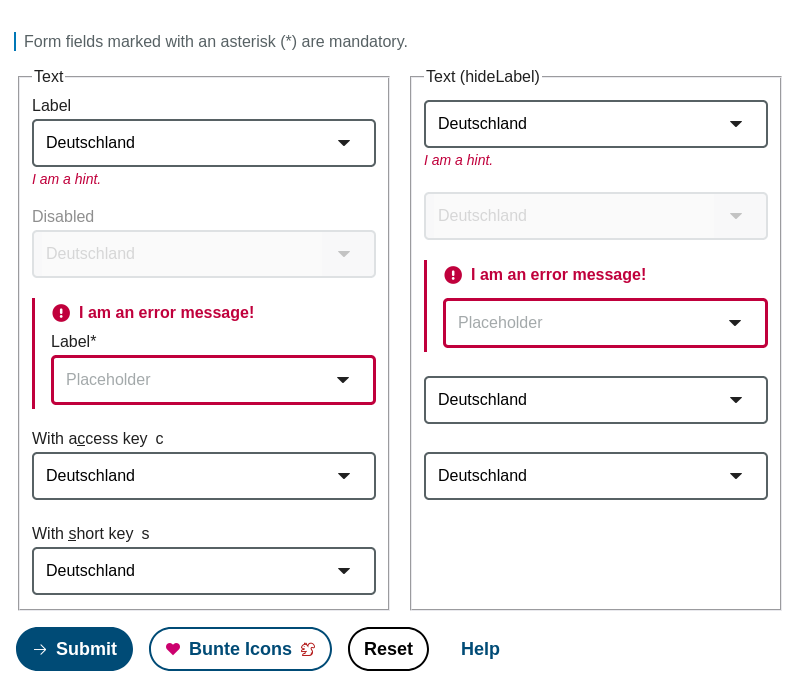 Form fields marked with an asterisk (*) are mandatory.
Text
Label
Deutschland
I am a hint.
Disabled
Deutschland
I am an error message!
Label*
Placeholder
With access key c
Deutschland
With short key s
Deutschland
Text (hideLabel)
Deutschland
I am a hint.
Deutschland
I am an error message!
Placeholder
Deutschland
Deutschland
Submit
Bunte Icons
Reset
Help